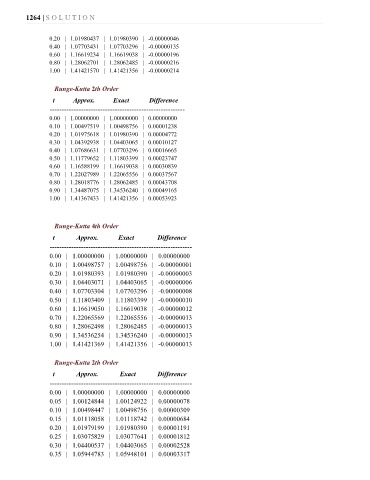 1264 | SOLUTION
0.20 | 1.01980437 | 1.01980390 | -0.00000046
0.40 | 1.07703431 | 1.07703296 | -0.00000135
0.60 | 1.16619234 | 1.16619038 | -0.00000196
0.80 | 1.28062701 | 1.28062485 | -0.00000216
1.00 | 1.41421570 | 1.41421356 | -0.00000214
Runge-Kutta 2th Order
t Approx. Exact Difference
------------------------------------------------------------
0.00 | 1.00000000 | 1.00000000 | 0.00000000
0.10 | 1.00497519 | 1.00498756 | 0.00001238
0.20 | 1.01975618 | 1.01980390 | 0.00004772
0.30 | 1.04392938 | 1.04403065 | 0.00010127
0.40 | 1.07686631 | 1.07703296 | 0.00016665
0.50 | 1.11779652 | 1.11803399 | 0.00023747
0.60 | 1.16588199 | 1.16619038 | 0.00030839
0.70 | 1.22027989 | 1.22065556 | 0.00037567
0.80 | 1.28018776 | 1.28062485 | 0.00043708
0.90 | 1.34487075 | 1.34536240 | 0.00049165
1.00 | 1.41367433 | 1.41421356 | 0.00053923
Runge-Kutta 4th Order
t Approx. Exact Difference
------------------------------------------------------------
0.00 | 1.00000000 | 1.00000000 | 0.00000000
0.10 | 1.00498757 | 1.00498756 | -0.00000001
0.20 | 1.01980393 | 1.01980390 | -0.00000003
0.30 | 1.04403071 | 1.04403065 | -0.00000006
0.40 | 1.07703304 | 1.07703296 | -0.00000008
0.50 | 1.11803409 | 1.11803399 | -0.00000010
0.60 | 1.16619050 | 1.16619038 | -0.00000012
0.70 | 1.22065569 | 1.22065556 | -0.00000013
0.80 | 1.28062498 | 1.28062485 | -0.00000013
0.90 | 1.34536254 | 1.34536240 | -0.00000013
1.00 | 1.41421369 | 1.41421356 | -0.00000013
Runge-Kutta 2th Order
t Approx. Exact Difference
------------------------------------------------------------
0.00 | 1.00000000 | 1.00000000 | 0.00000000
0.05 | 1.00124844 | 1.00124922 | 0.00000078
0.10 | 1.00498447 | 1.00498756 | 0.00000309
0.15 | 1.01118058 | 1.01118742 | 0.00000684
0.20 | 1.01979199 | 1.01980390 | 0.00001191
0.25 | 1.03075829 | 1.03077641 | 0.00001812
0.30 | 1.04400537 | 1.04403065 | 0.00002528
0.35 | 1.05944783 | 1.05948101 | 0.00003317